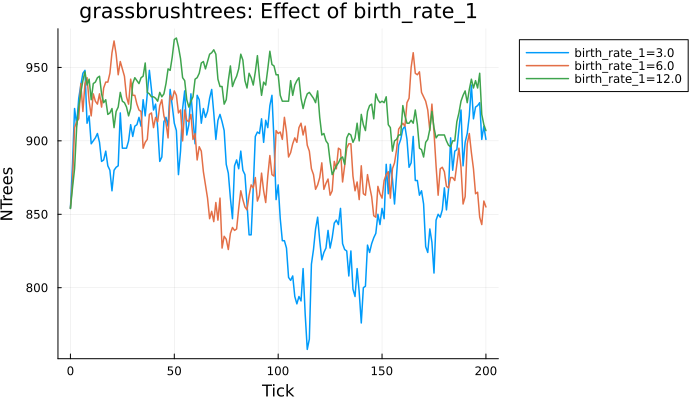 grassbrushtrees: Effect of birth_rate_1
birth_rate_1=3.0
birth_rate_1=6.0
birth_rate_1=12.0
950
900
850
800
NTrees
0
50
100
150
200
Tick